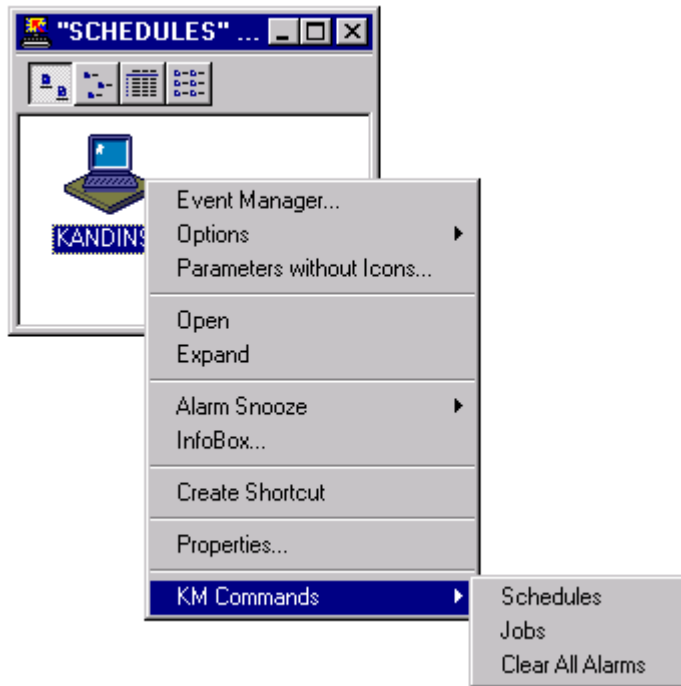 "SCHEDULES" ...
KANDINS
Event Manager...
Options
Parameters without Icons...
Open
Expand
Alarm Snooze
InfoBox...
Create Shortcut
Properties...
KM Commands
Schedules
Jobs
Clear All Alarms